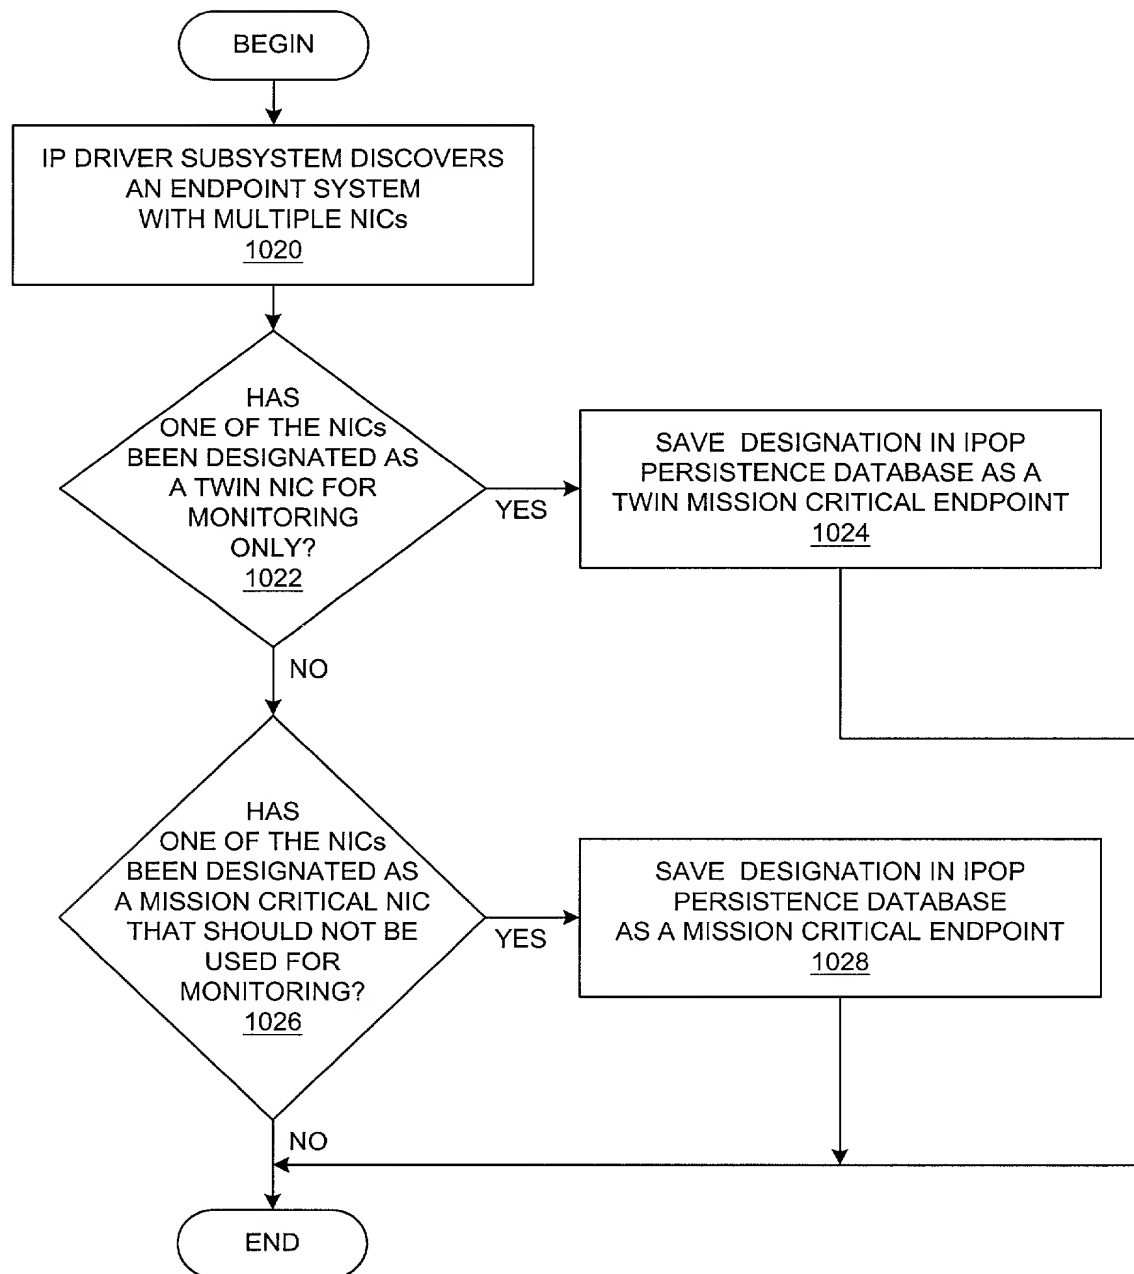 BEGIN
IP DRIVER SUBSYSTEM DISCOVERS
AN ENDPOINT SYSTEM
WITH MULTIPLE NICs
1020
HAS
ONE OF THE NICs
BEEN DESIGNATED AS
A TWIN NIC FOR
MONITORING
ONLY?
1022
YES
SAVE DESIGNATION IN IPOP
PERSISTENCE DATABASE AS A
TWIN MISSION CRITICAL ENDPOINT
1024
NO
HAS
ONE OF THE NICs
BEEN DESIGNATED AS
A MISSION CRITICAL NIC
THAT SHOULD NOT BE
USED FOR
MONITORING?
1026
YES
SAVE DESIGNATION IN IPOP
PERSISTENCE DATABASE
AS A MISSION CRITICAL ENDPOINT
1028
NO
END